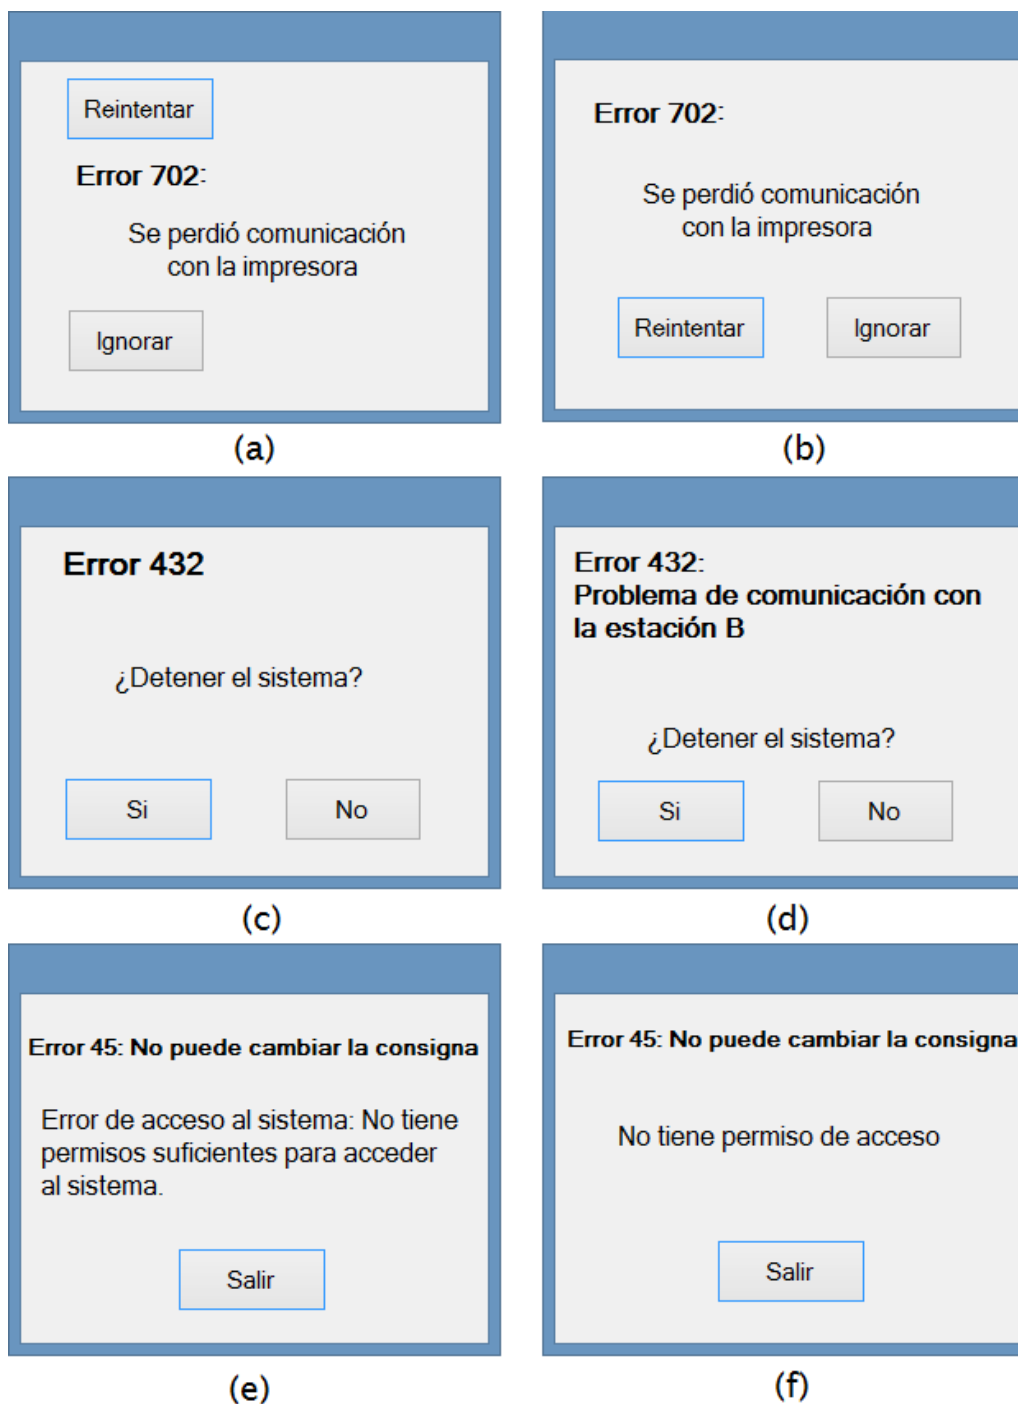 Reintentar
Error 702:
Se perdió comunicación
con la impresora
Ignorar
(a)
Error 702:
Se perdió comunicación
con la impresora
Reintentar Ignorar
(b)
Error 432
¿Detener el sistema?
Si No
(c)
Error 432:
Problema de comunicación con
la estación B
¿Detener el sistema?
Si No
(d)
Error 45: No puede cambiar la consigna
Error de acceso al sistema: No tiene
permisos suficientes para acceder
al sistema.
Salir
(e)
Error 45: No puede cambiar la consigna
No tiene permiso de acceso
Salir
(f)